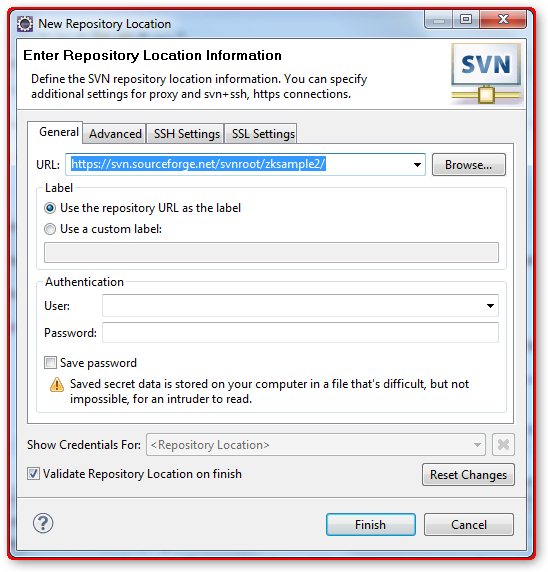 New Repository Location
Enter Repository Location Information
Define the SVN repository location information. You can specify
additional settings for proxy and svn+ssh, https connections.
SVN
General Advanced SSH Settings SSL Settings
URL: https://svn.sourceforge.net/svnroot/zksample2/ Browse...
Label
Use the repository URL as the label
Use a custom label:
Authentication
User:
Password:
Save password
Saved secret data is stored on your computer in a file that's difficult, but not
impossible, for an intruder to read.
Show Credentials For: <Repository Location>
Validate Repository Location on finish Reset Changes
? Finish Cancel